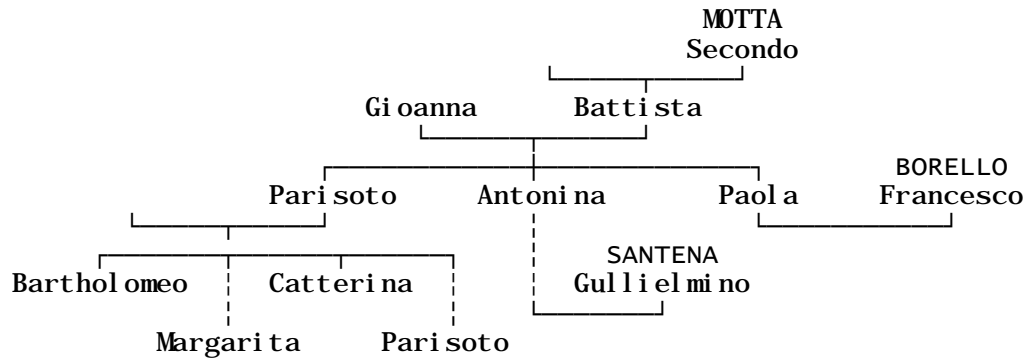 MOTTA
Secondo
Gioanna Battista
BORELLO
Parisoto Antonina Paola Francesco
SANTENA
Bartholomeo Catterina Gullielmino
Margarita Parisoto